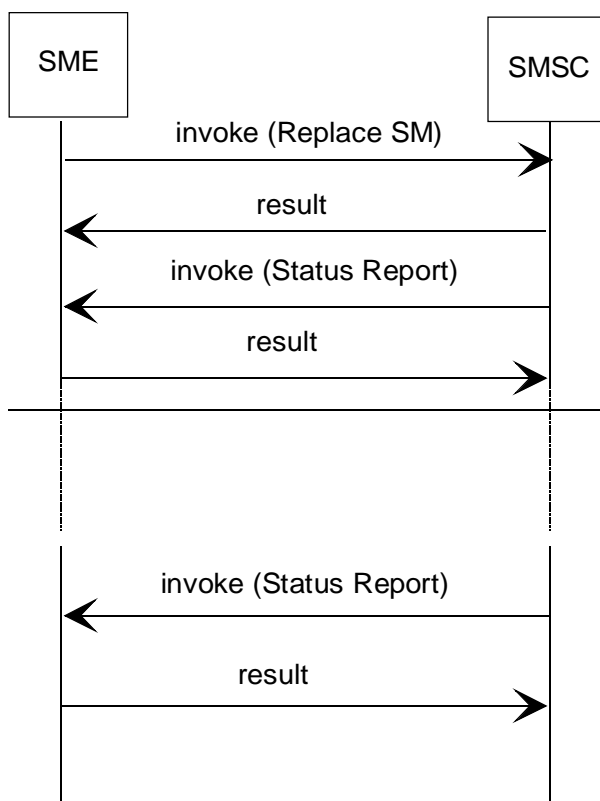 SME
SMSC
invoke (Replace SM)
result
invoke (Status Report)
result
invoke (Status Report)
result